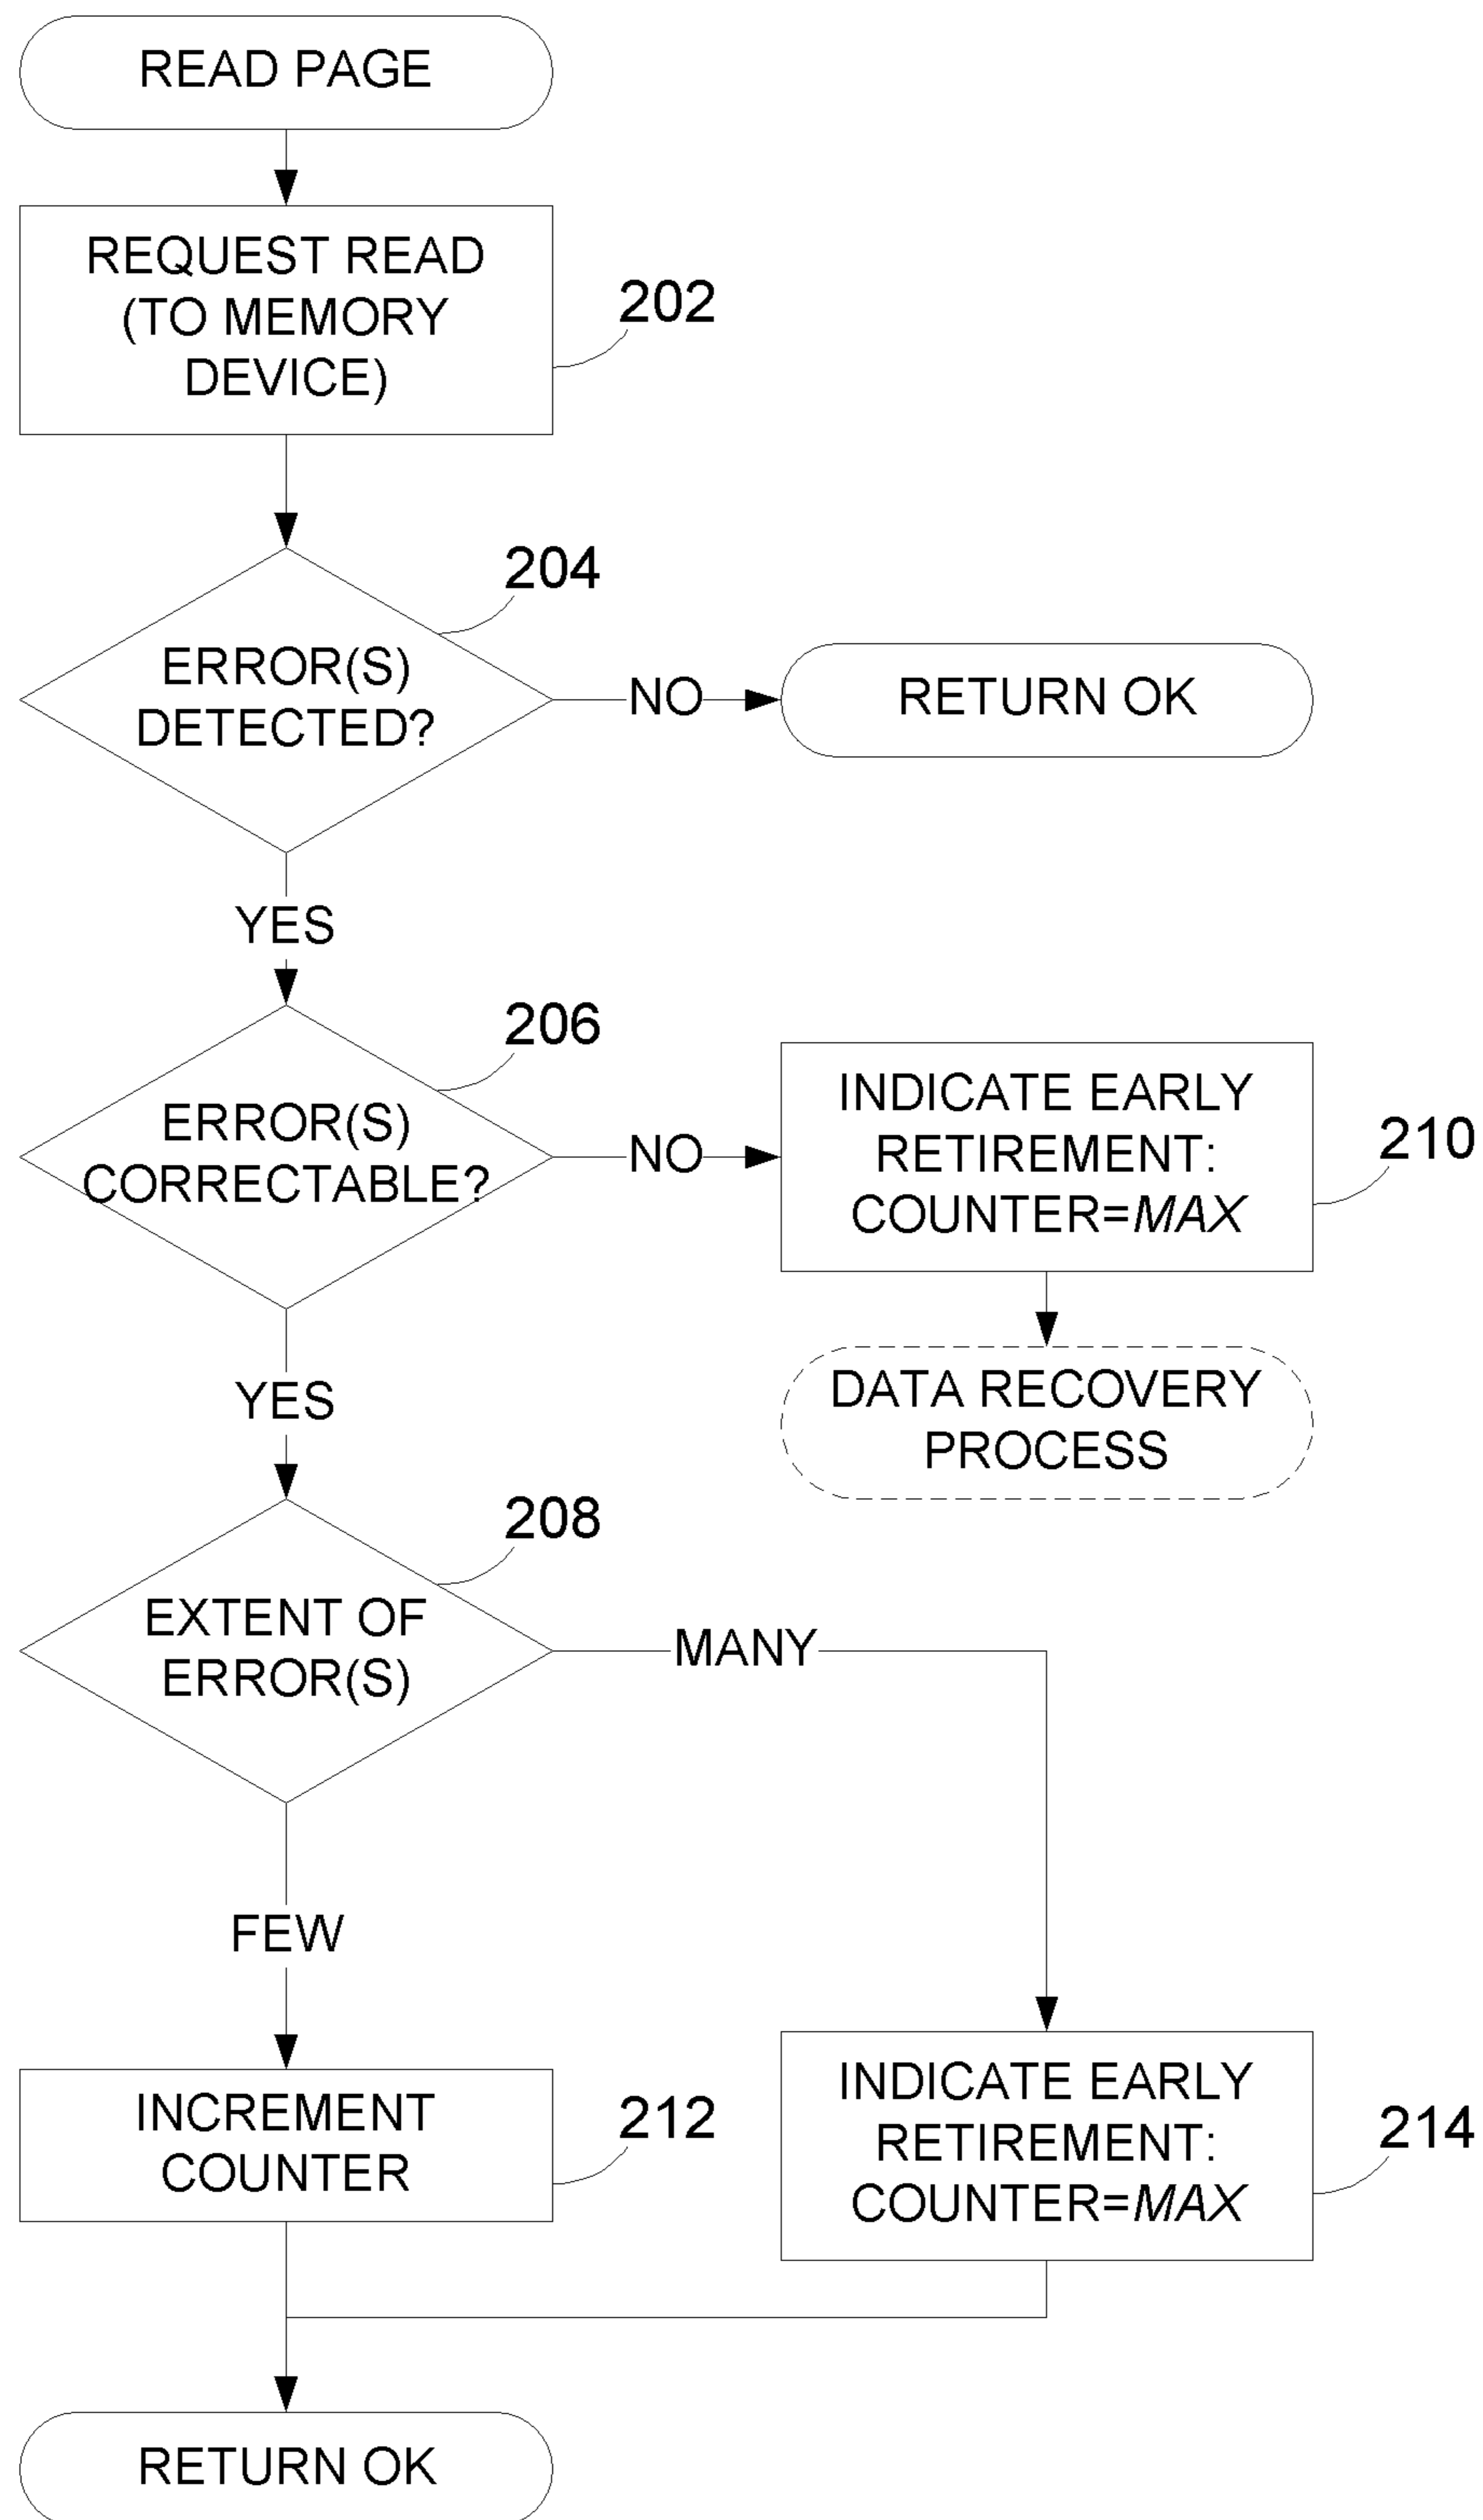 READ PAGE
REQUEST READ
(TO MEMORY
DEVICE)
202
204
ERROR(S)
DETECTED?
NO
RETURN OK
YES
206
ERROR(S)
CORRECTABLE?
NO
INDICATE EARLY
RETIREMENT:
COUNTER=MAX
210
DATA RECOVERY
PROCESS
YES
208
EXTENT OF
ERROR(S)
MANY
FEW
INCREMENT
COUNTER
212
INDICATE EARLY
RETIREMENT:
COUNTER=MAX
214
RETURN OK